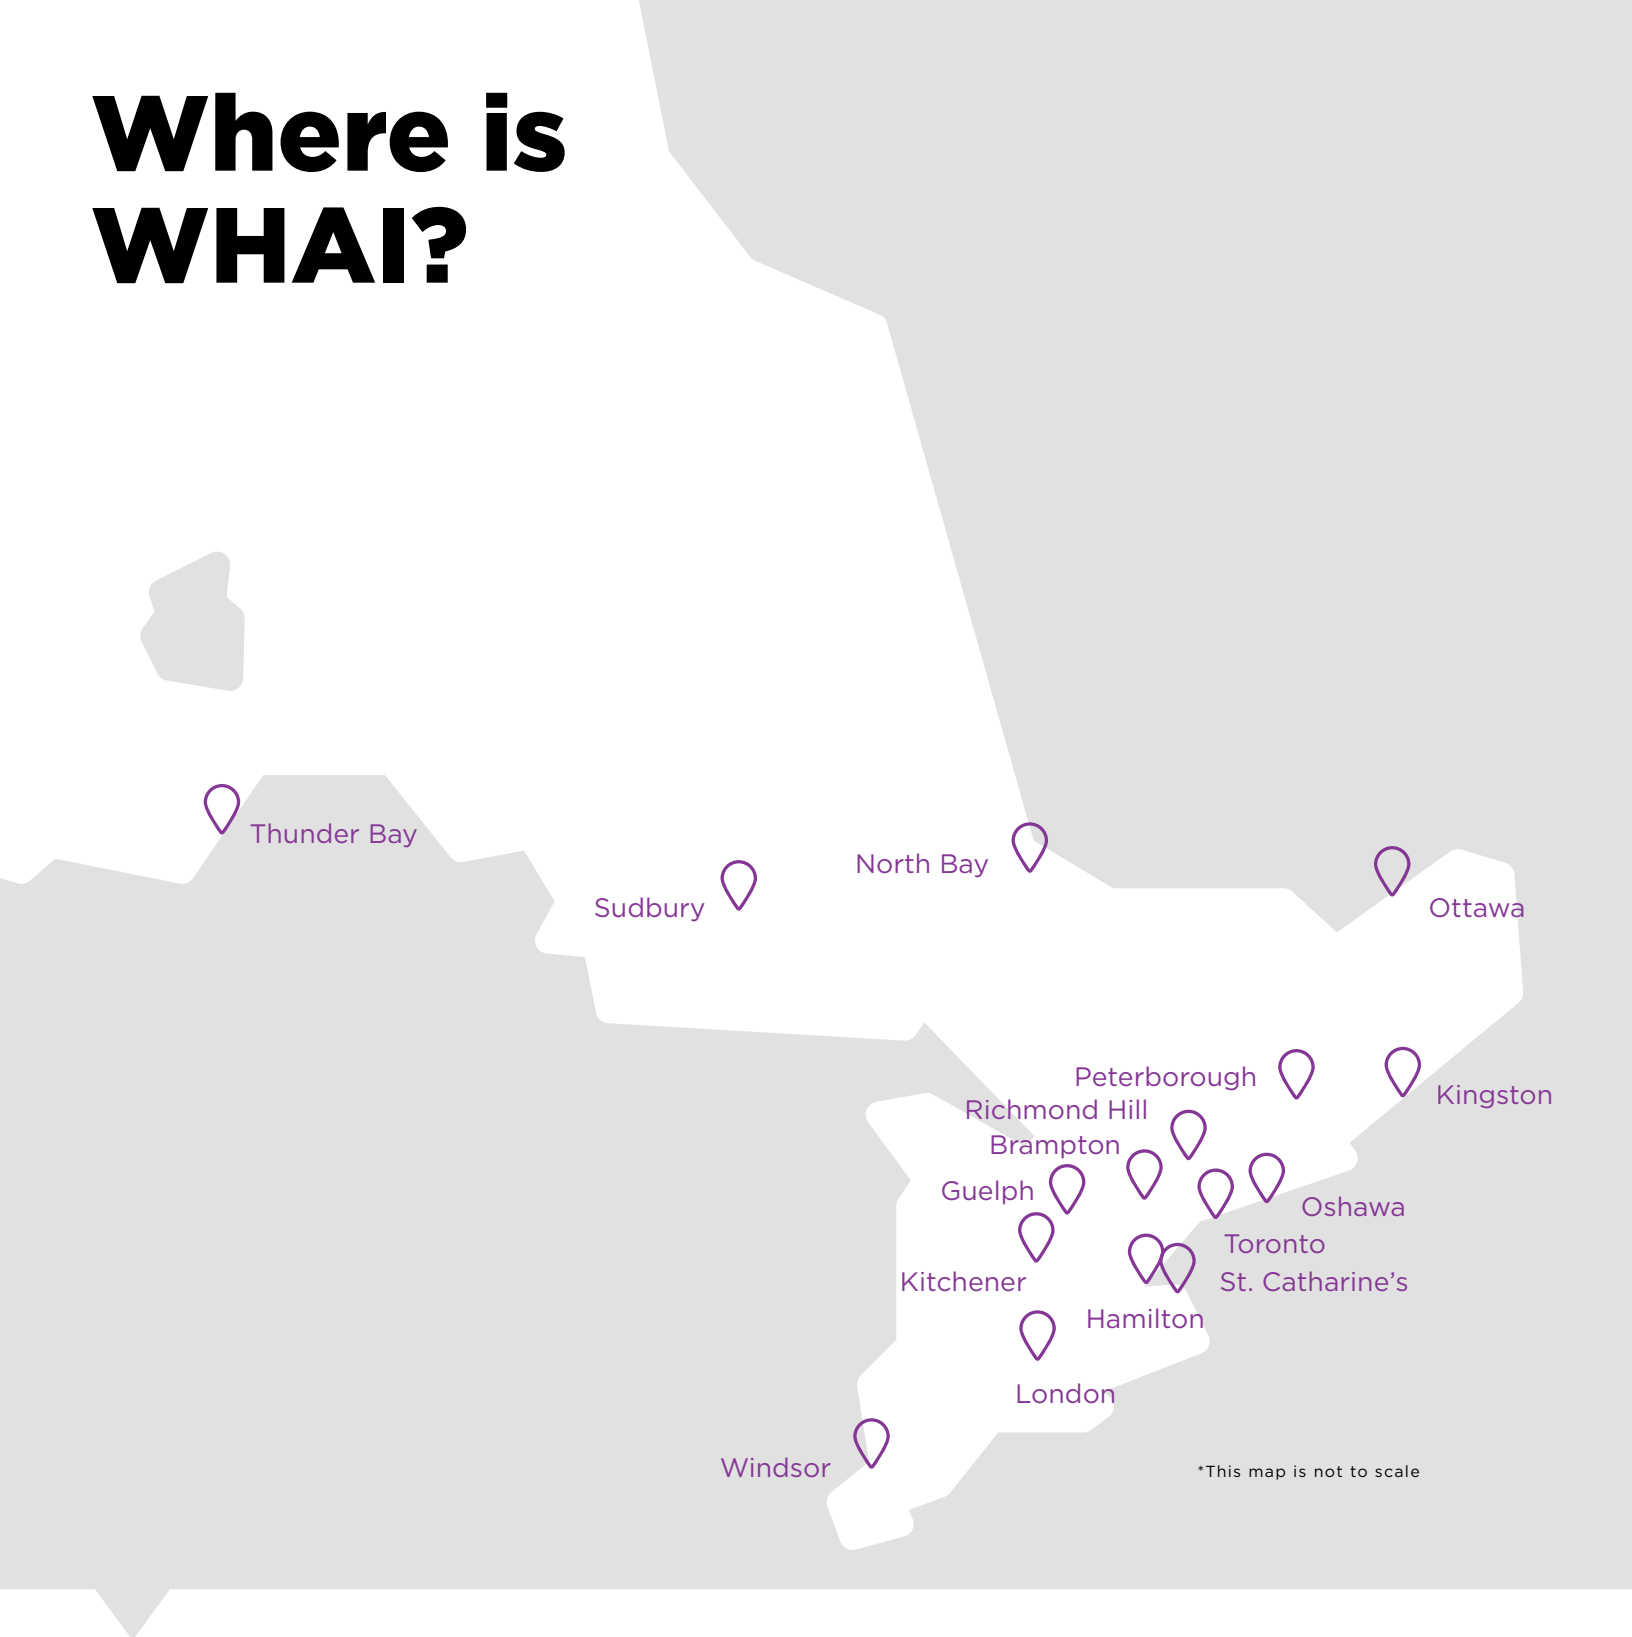 Where is
WHAI?
Thunder Bay
North Bay
Sudbury
Ottawa
Peterborough
Kingston
Richmond Hill
Brampton
Guelph
Oshawa
Toronto
Kitchener
St. Catharine’s
Hamilton
London
Windsor
*This map is not to scale